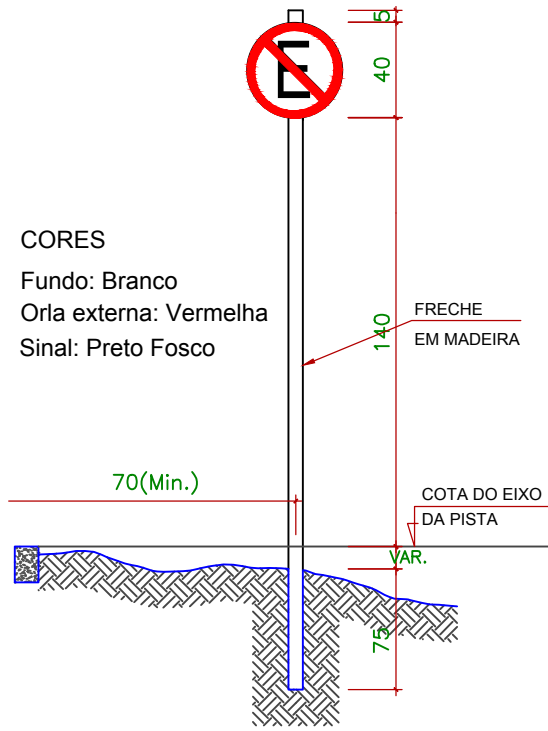 5
40
E
CORES
Fundo: Branco
Orla externa: Vermelha
Sinal: Preto Fosco
140
FRECHE
EM MADEIRA
70(Min.)
COTA DO EIXO
DA PISTA
VAR.
75